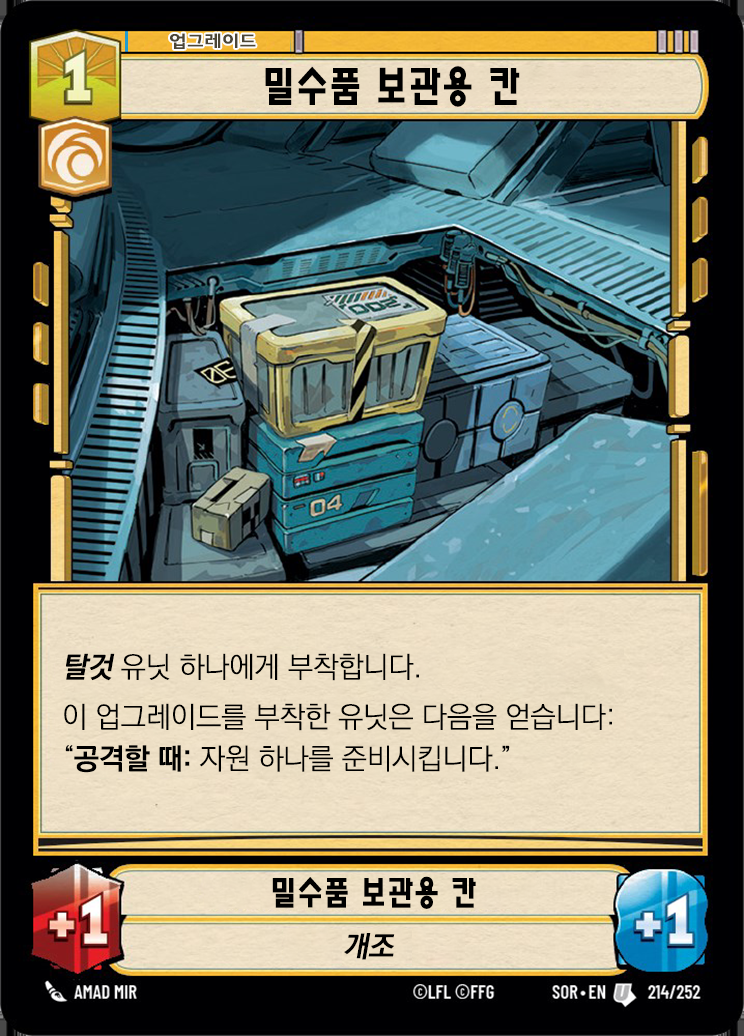 업그레이드
1
밀수품 보관용 칸
04
탈것 유닛 하나에게 부착합니다.
이 업그레이드를 부착한 유닛은 다음을 얻습니다:
“공격할 때: 자원 하나를 준비시킵니다.”
밀수품 보관용 칸
+1
+1
개조
AMAD MIR
©LFL ©FFG
SOR•EN
U
214/252